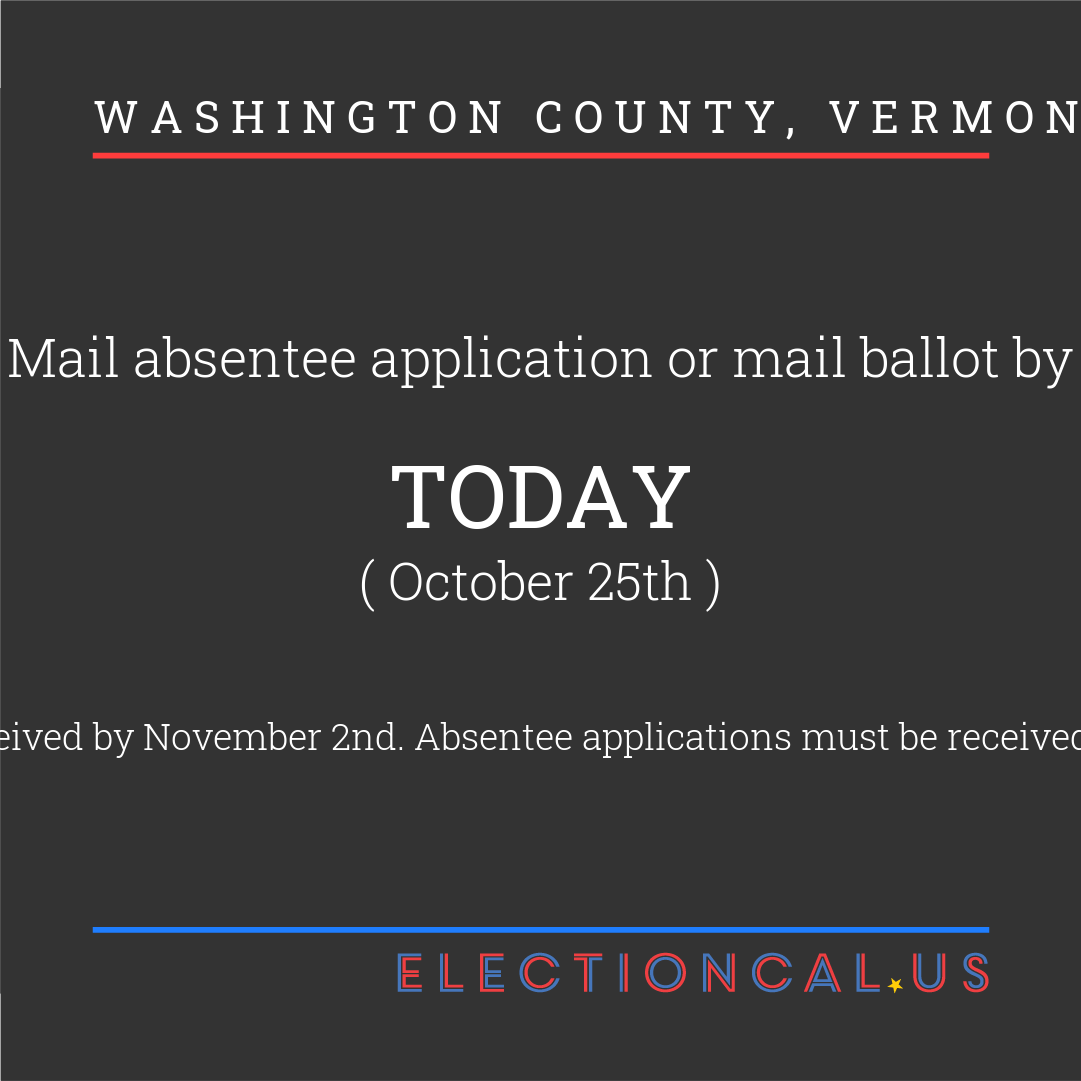 WASHINGTON COUNTY, VERMON
Mail absentee application or mail ballot by
TODAY
( October 25th )
eived by November 2nd. Absentee applications must be received
ELECTIONCAL.US